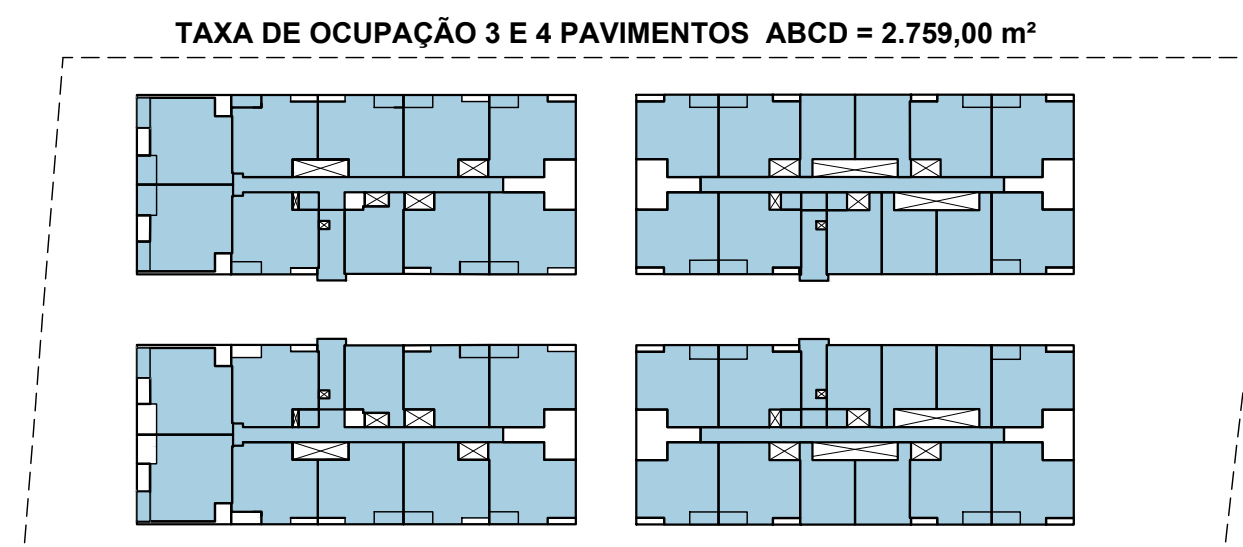 TAXA DE OCUPAÇÃO 3 E 4 PAVIMENTOS ABCD = 2.759,00 m²